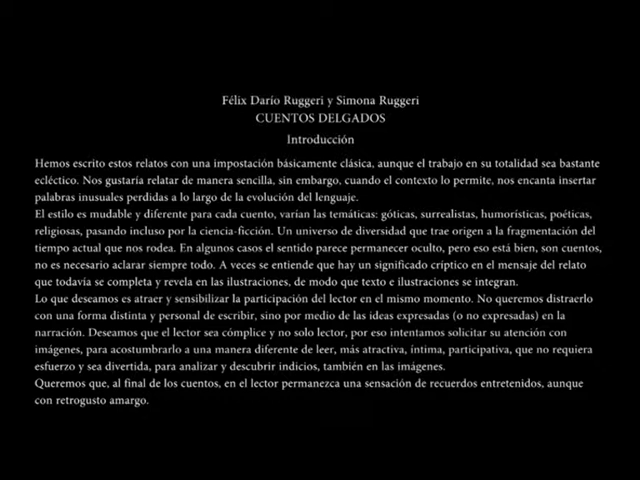 Félix Darío Ruggeri y Simona Ruggeri
CUENTOS DELGADOS
Introducción
Hemos escrito estos relatos con una impostación básicamente clásica, aunque el trabajo en su totalidad sea bastante
ecléctico. Nos gustaría relatar de manera sencilla, sin embargo, cuando el contexto lo permite, nos encanta insertar
palabras inusuales perdidas a lo largo de la evolución del lenguaje.
El estilo es mudable y diferente para cada cuento, varían las temáticas: góticas, surrealistas, humorísticas, poéticas,
religiosas, pasando incluso por la ciencia-ficción. Un universo de diversidad que trae origen a la fragmentación del
tiempo actual que nos rodea. En algunos casos el sentido parece permanecer oculto, pero eso está bien, son cuentos,
no es necesario aclarar siempre todo. A veces se entiende que hay un significado críptico en el mensaje del relato
que todavía se completa y revela en las ilustraciones, de modo que texto e ilustraciones se integran.
Lo que deseamos es atraer y sensibilizar la participación del lector en el mismo momento. No queremos distraerlo
con una forma distinta y personal de escribir, sino por medio de las ideas expresadas (o no expresadas) en la
narración. Deseamos que el lector sea cómplice y no solo lector, por eso intentamos solicitar su atención con
imágenes, para acostumbrarlo a una manera diferente de leer, más atractiva, íntima, participativa, que no requiera
esfuerzo y sea divertida, para analizar y descubrir indicios, también en las imágenes.
Queremos que, al final de los cuentos, en el lector permanezca una sensación de recuerdos entretenidos, aunque
con retrogusto amargo.